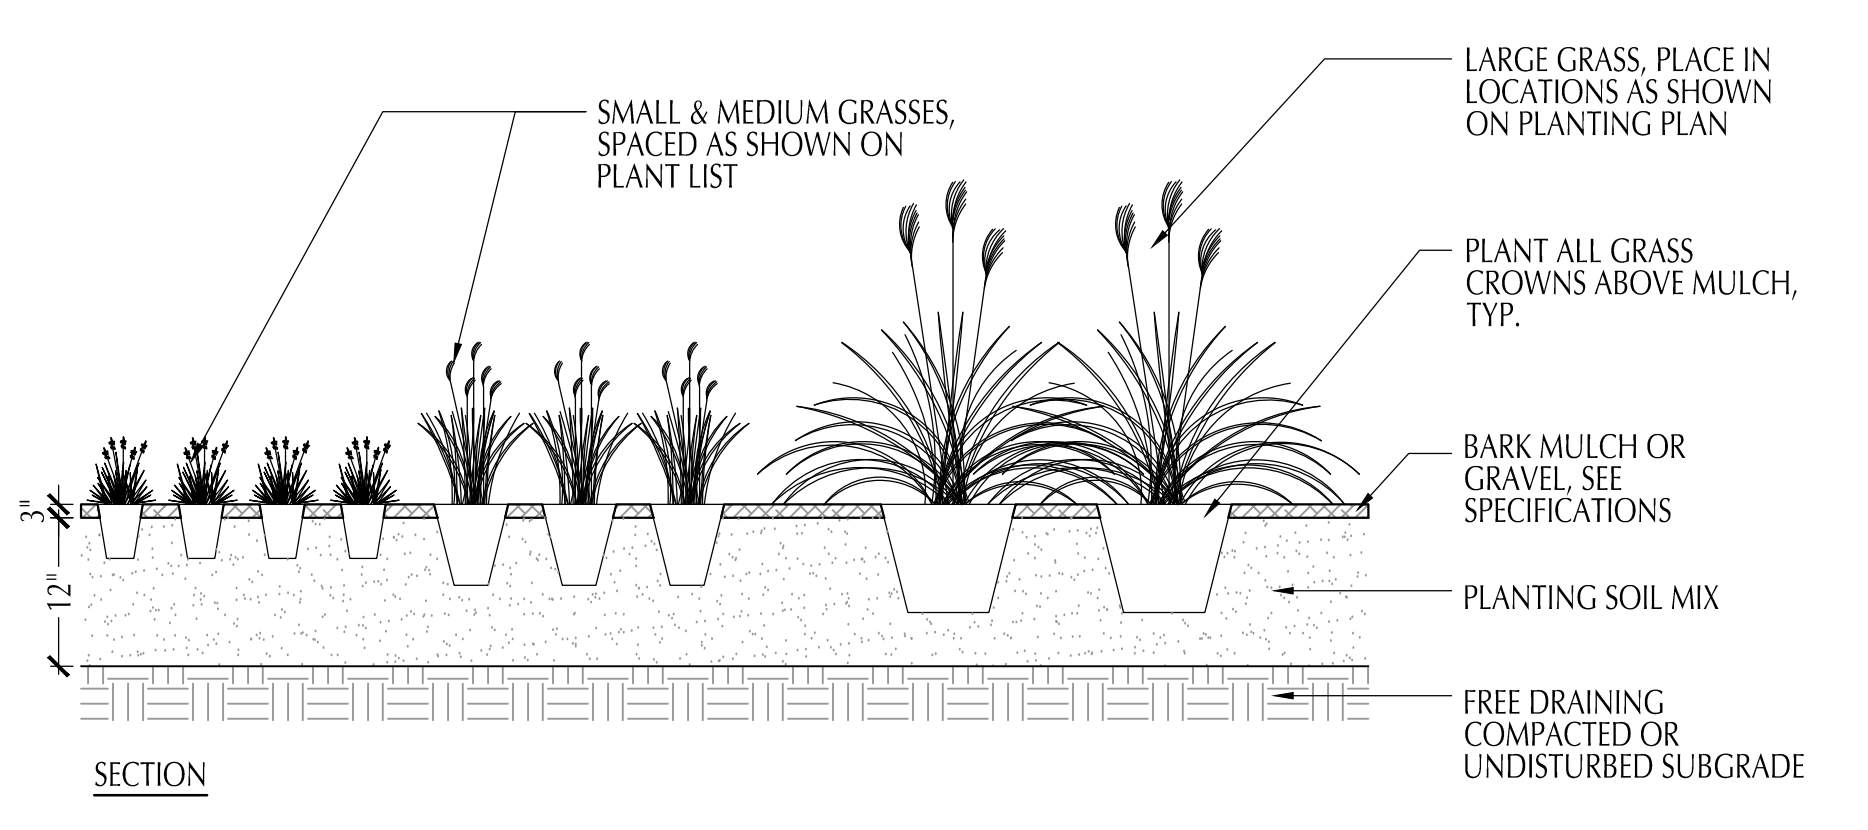 LARGE GRASS, PLACE IN
LOCATIONS AS SHOWN
ON PLANTING PLAN
SMALL & MEDIUM GRASSES,
SPACED AS SHOWN ON
PLANT LIST
PLANT ALL GRASS
CROWNS ABOVE MULCH,
TYP.
BARK MULCH OR
GRAVEL, SEE
SPECIFICATIONS
3"
12"
PLANTING SOIL MIX
FREE DRAINING
COMPACTED OR
UNDISTURBED SUBGRADE
SECTION